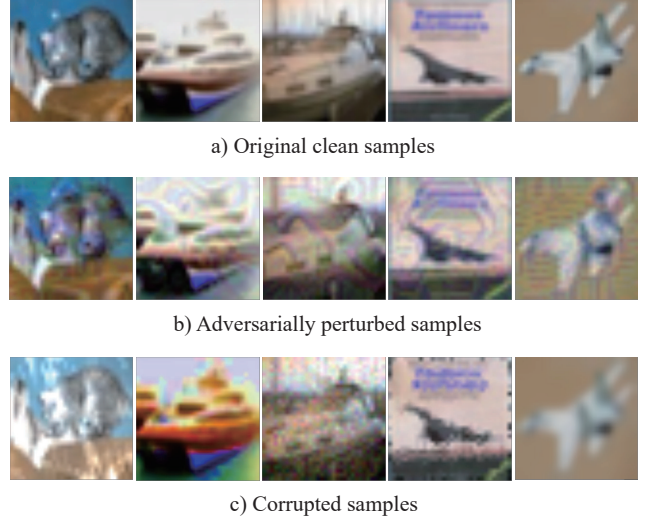 a) Original clean samples
b) Adversarially perturbed samples
c) Corrupted samples